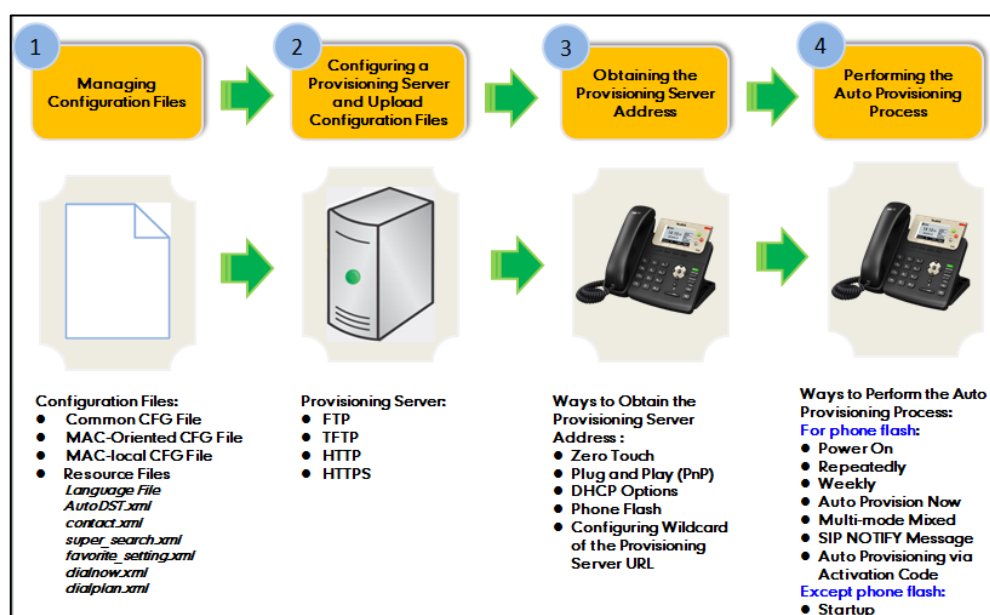 1
Managing
Configuration Files
2
Configuring a
Provisioning Server
and Upload
Configuration Files
3
Obtaining the
Provisioning Server
Address
4
Performing the
Auto Provisioning
Process
Configuration Files:
● Common CFG File
● MAC-Oriented CFG File
● MAC-local CFG File
● Resource Files
Language File
AutoDST.xml
contact.xml
super_search.xml
favorite_setting.xml
dialnow.xml
dialplan.xml
Provisioning Server:
● FTP
● TFTP
● HTTP
● HTTPS
Ways to Obtain the
Provisioning Server
Address :
● Zero Touch
● Plug and Play (PnP)
● DHCP Options
● Phone Flash
● Configuring Wildcard
of the Provisioning
Server URL
Ways to Perform the Auto
Provisioning Process:
For phone flash:
● Power On
● Repeatedly
● Weekly
● Auto Provision Now
● Multi-mode Mixed
● SIP NOTIFY Message
● Auto Provisioning via
Activation Code
Except phone flash:
● Startup